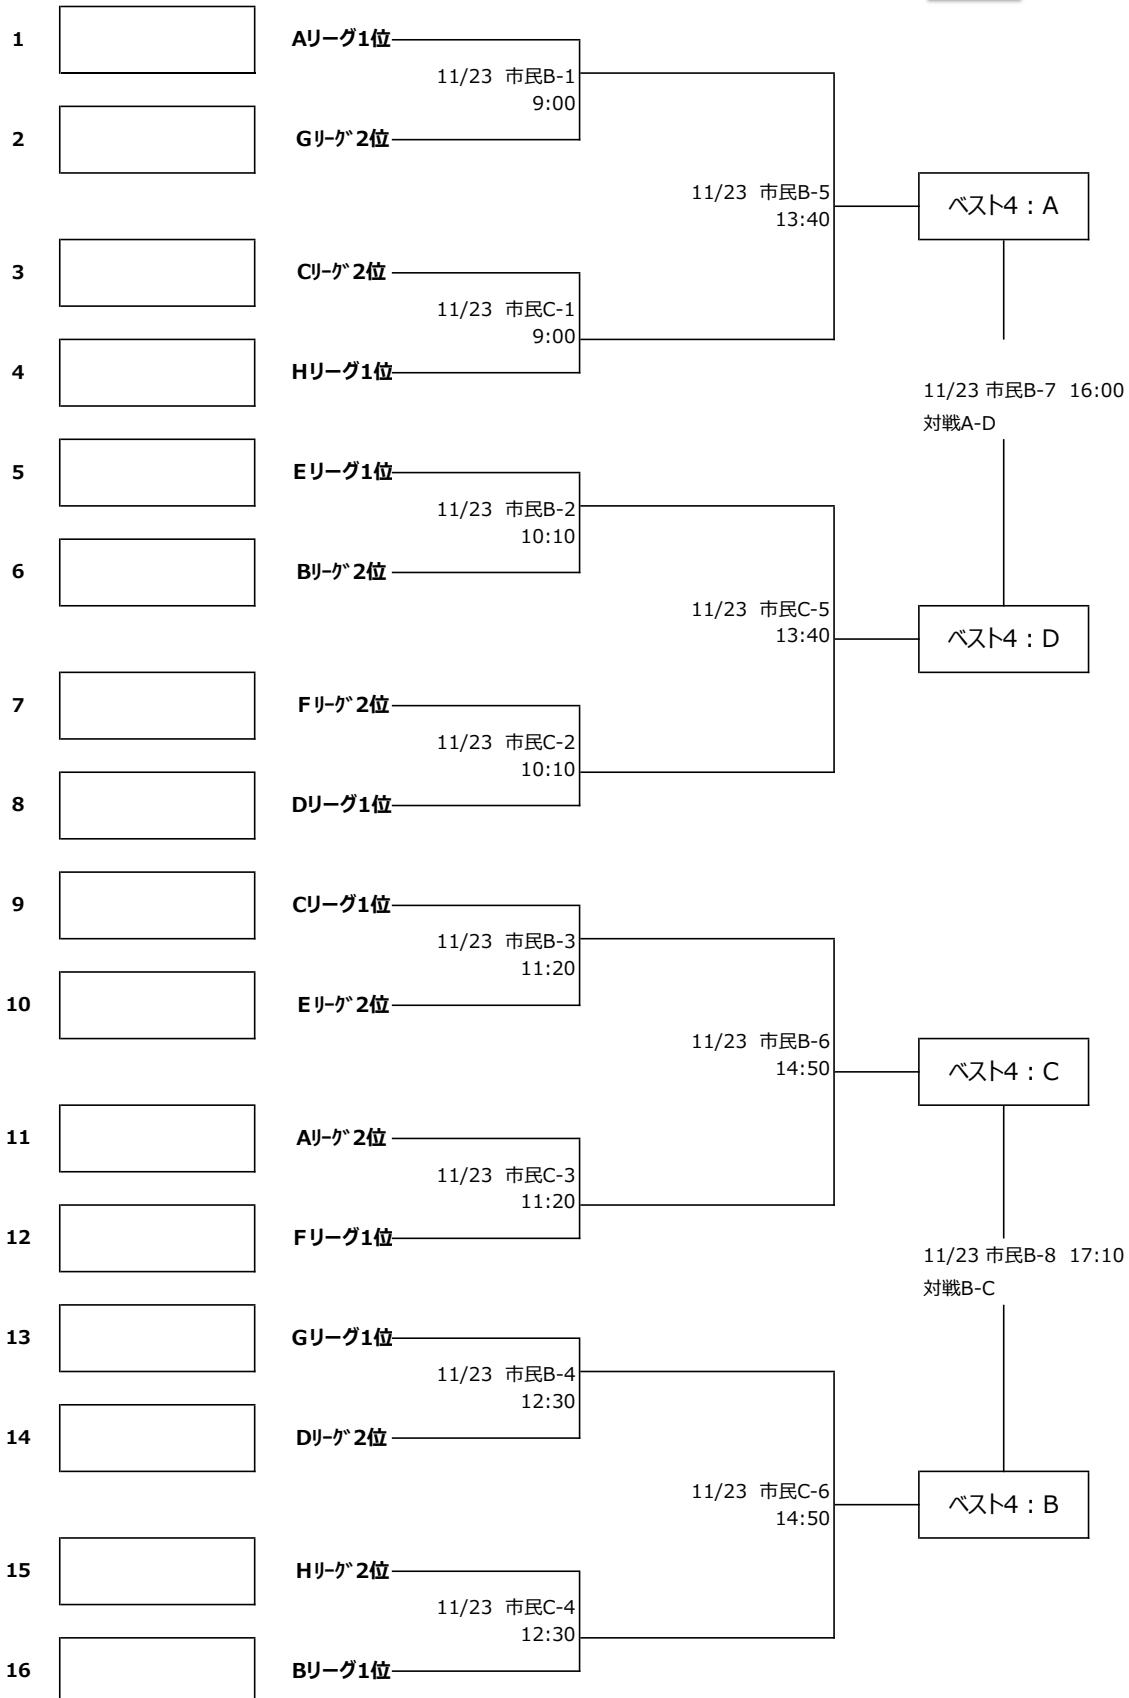 1 Aリーグ1位
11/23 市民B-1
9:00
2 Gﾘｰｸﾞ2位
11/23 市民B-5
13:40
ベスト4：A
3 Cﾘｰｸﾞ2位
11/23 市民C-1
9:00
4 Hリーグ1位
11/23 市民B-7 16:00
対戦A-D
5 Eリーグ1位
11/23 市民B-2
10:10
6 Bﾘｰｸﾞ2位
11/23 市民C-5
13:40
ベスト4：D
7 Fﾘｰｸﾞ2位
11/23 市民C-2
10:10
8 Dリーグ1位
9 Cリーグ1位
11/23 市民B-3
11:20
10 Eﾘｰｸﾞ2位
11/23 市民B-6
14:50
ベスト4：C
11 Aﾘｰｸﾞ2位
11/23 市民C-3
11:20
12 Fリーグ1位
11/23 市民B-8 17:10
対戦B-C
13 Gリーグ1位
11/23 市民B-4
12:30
14 Dﾘｰｸﾞ2位
11/23 市民C-6
14:50
ベスト4：B
15 Hﾘｰｸﾞ2位
11/23 市民C-4
12:30
16 Bリーグ1位